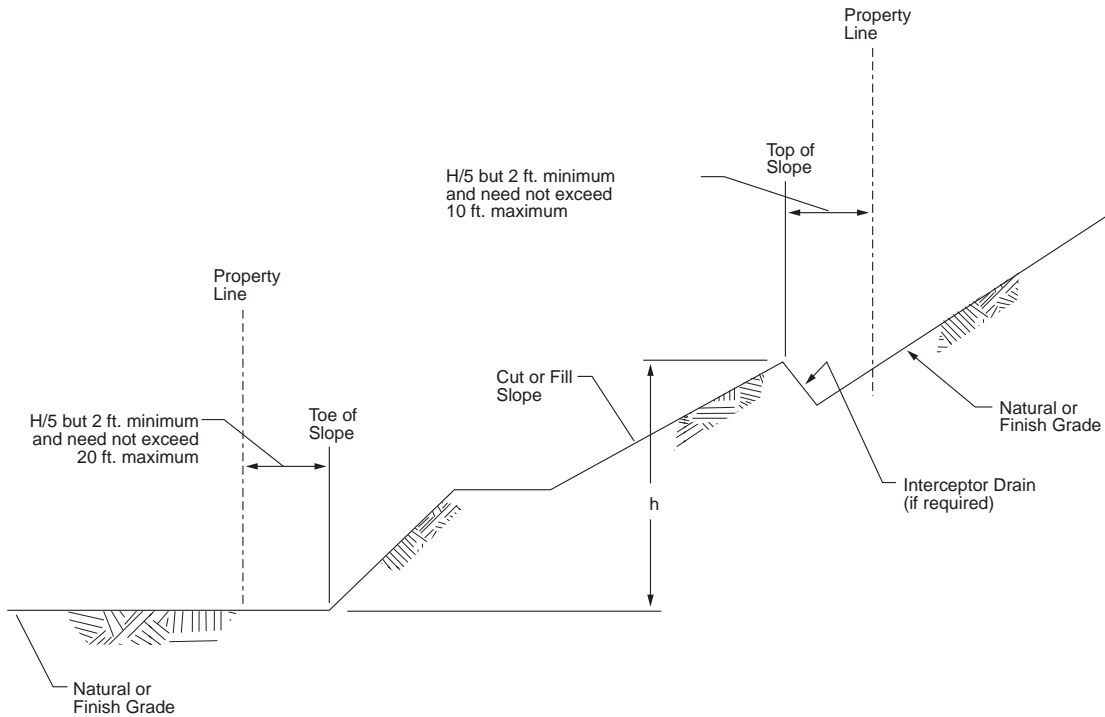 Property
Line
Top of
Slope
H/5 but 2 ft. minimum
and need not exceed
10 ft. maximum
Property
Line
Cut or Fill
Slope
Natural or
Finish Grade
H/5 but 2 ft. minimum
and need not exceed
20 ft. maximum
Toe of
Slope
Interceptor Drain
(if required)
h
Natural or
Finish Grade